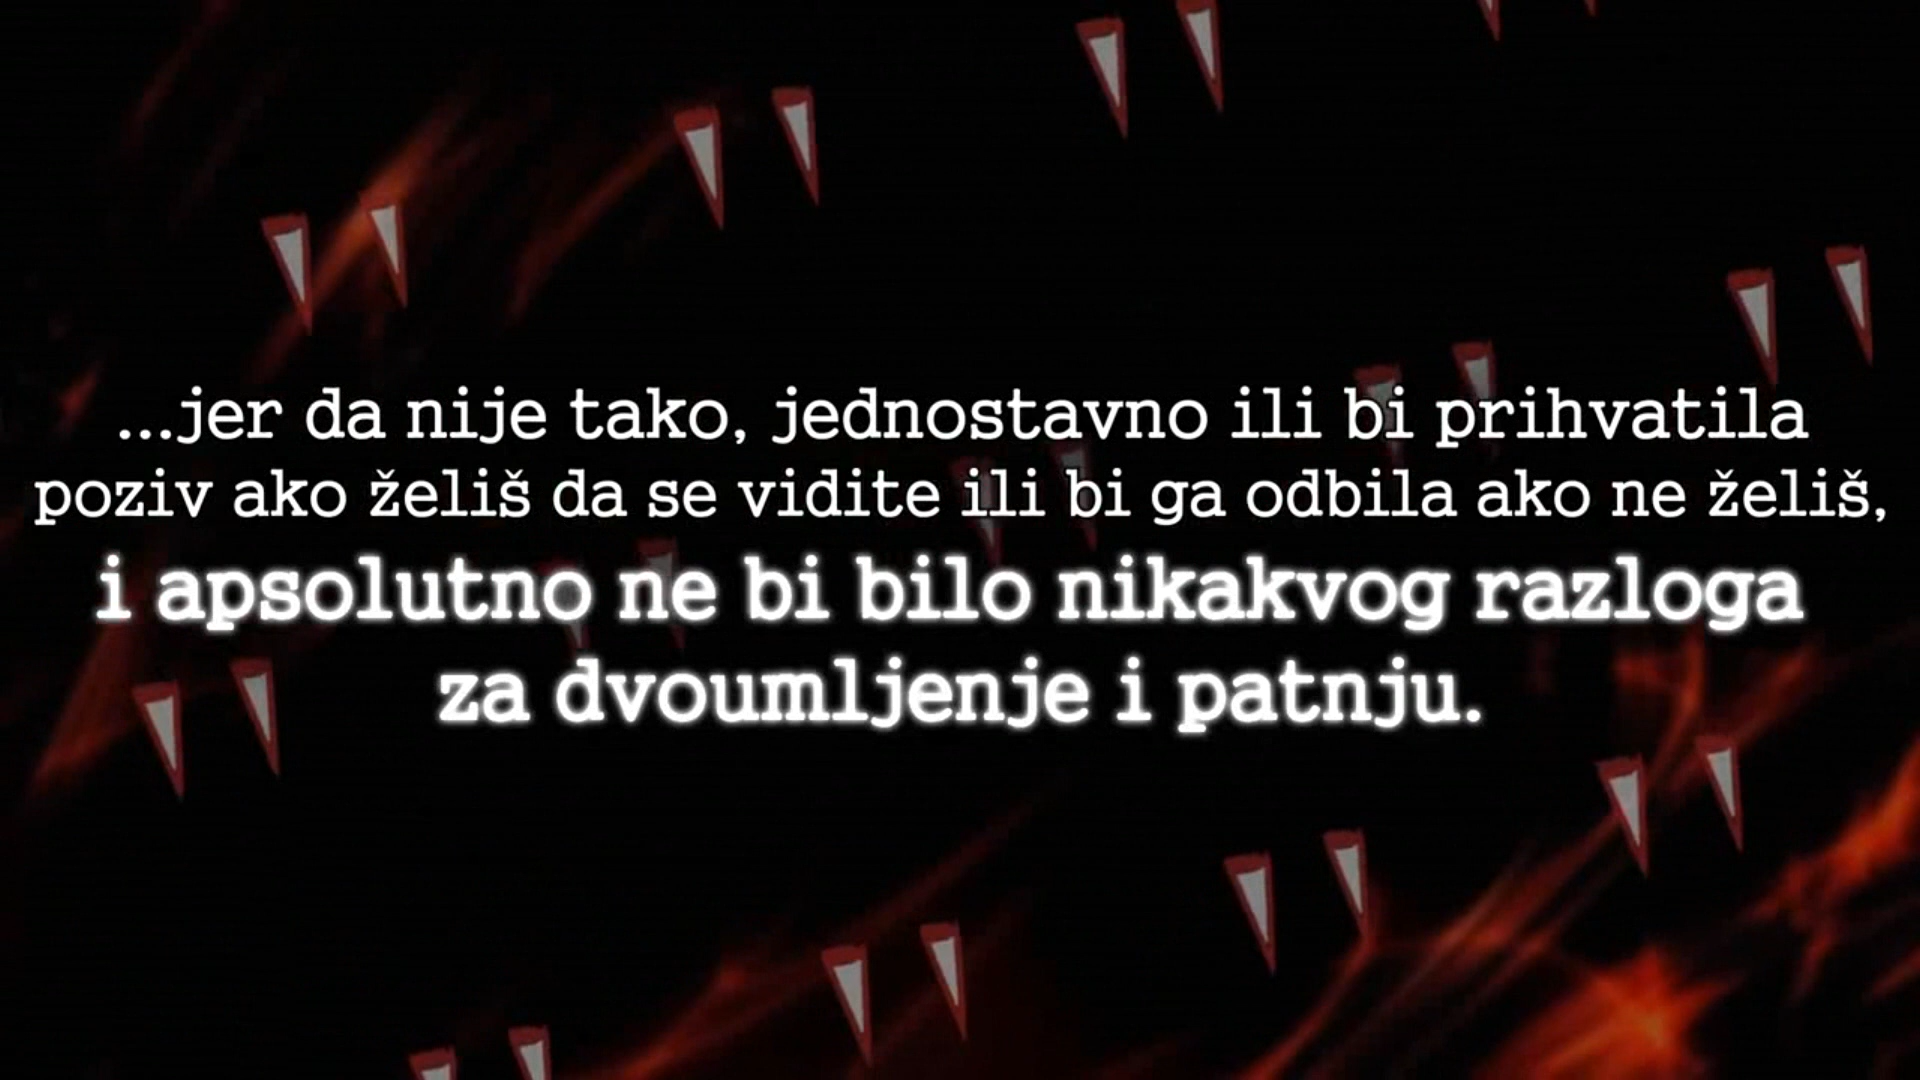 ...jer da nije tako, jednostavno ili bi prihvatila
poziv ako želiš da se vidite ili bi ga odbila ako ne želiš,
i apsolutno ne bi bilo nikakvog razloga
za dvoumljenje i patnju.